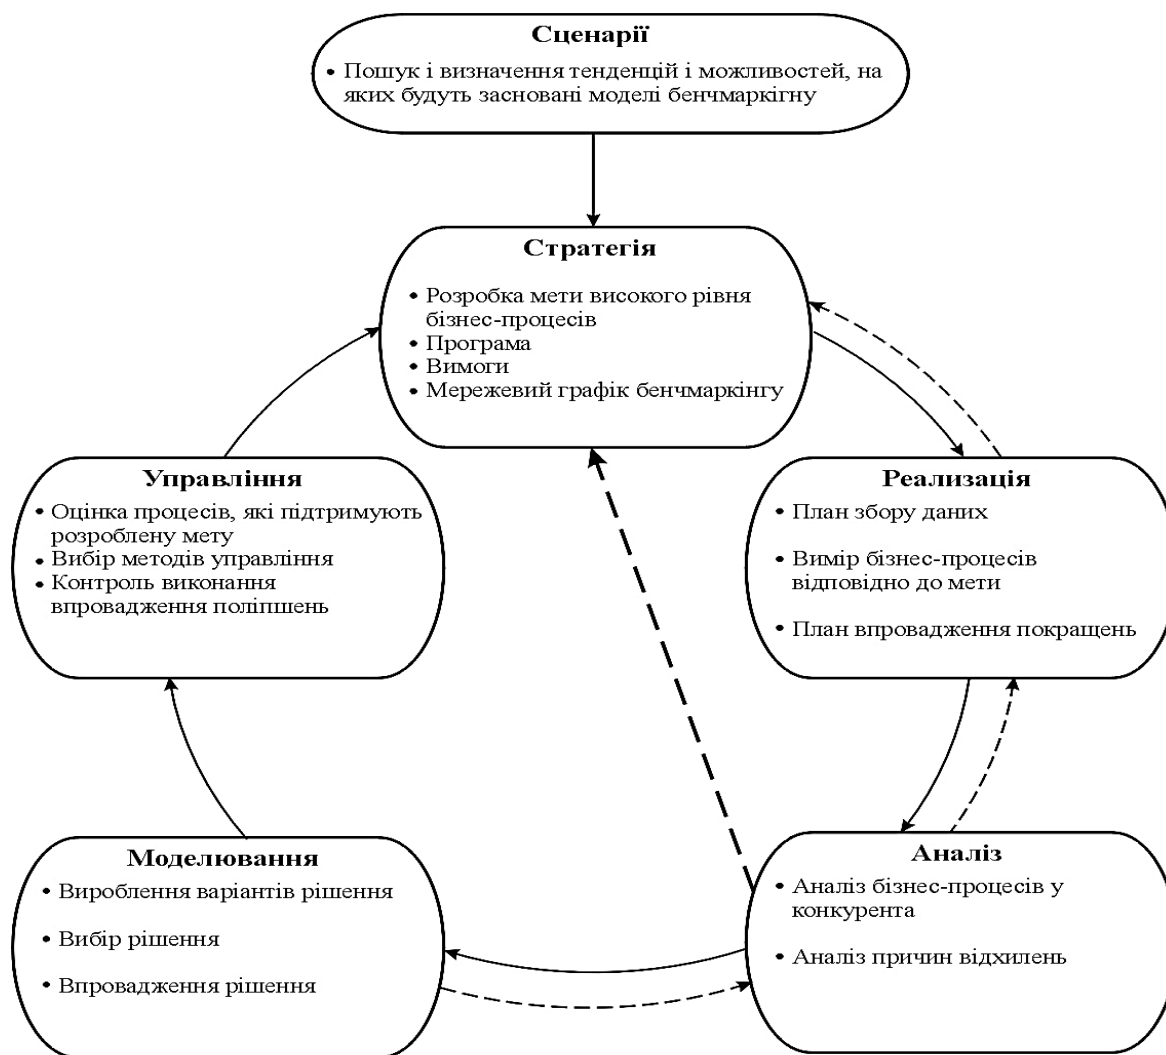 Сценарії
• Пошук і визначення тенденцій і можливостей, на
яких будуть засновані моделі бенчмаркігну
Стратегія
• Розробка мети високого рівня
бізнес-процесів
• Програма
• Вимоги
• Мережевий графік бенчмаркінгу
Управління
• Оцінка процесів, які підтримують
розроблену мету
• Вибір методів управління
• Контроль виконання
впровадження поліпшень
Реализація
• План збору даних
• Вимір бізнес-процесів
відповідно до мети
• План впровадження покращень
Моделювання
• Вироблення варіантів рішення
• Вибір рішення
• Впровадження рішення
Аналіз
• Аналіз бізнес-процесів у
конкурента
• Аналіз причин відхилень